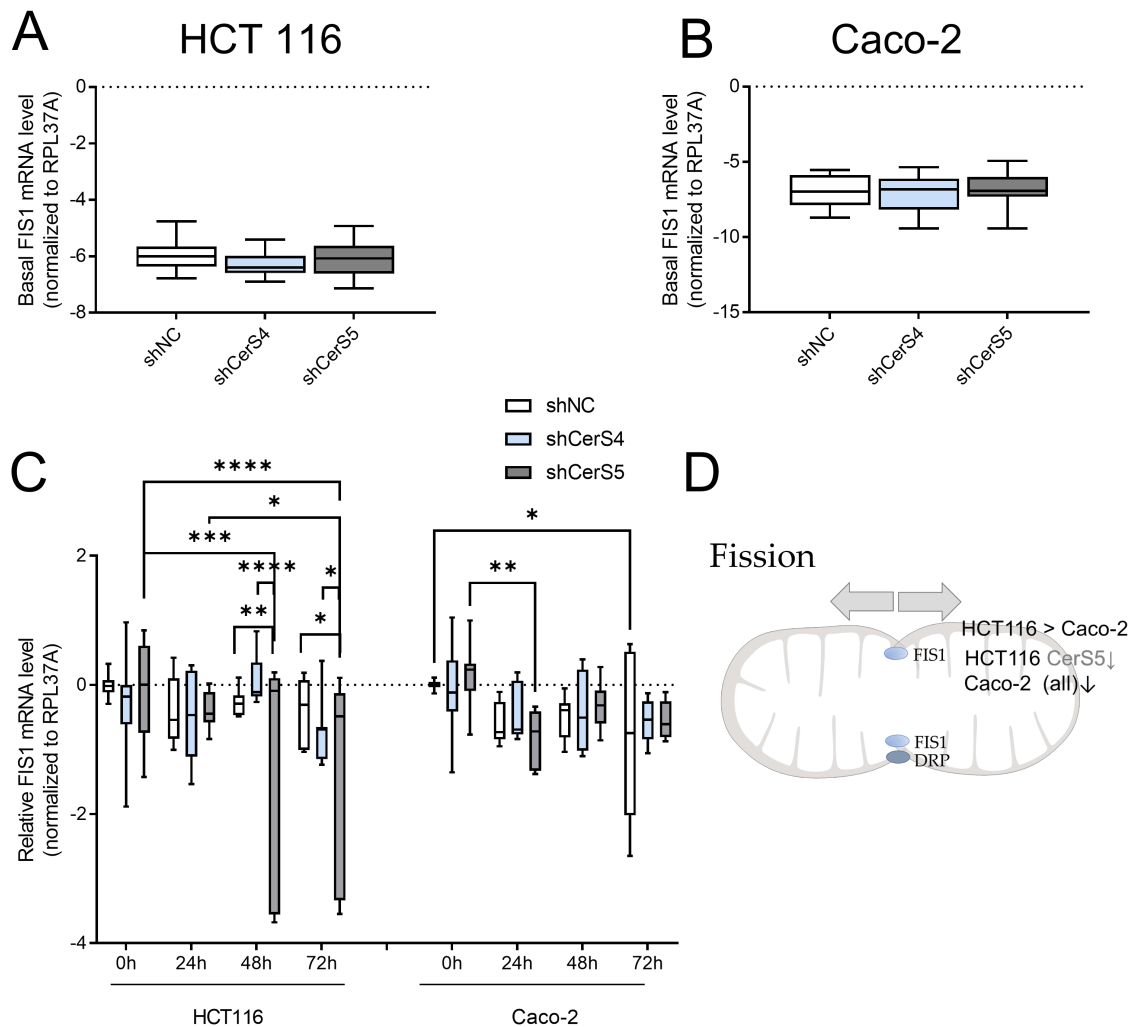 A
HCT 116
Basal FIS1 mRNA level
(normalized to RPL37A)
0
-2
-4
-6
-8
shNC
shCerS4
shCerS5
B
Caco-2
Basal FIS1 mRNA level
(normalized to RPL37A)
0
-5
-10
-15
shNC
shCerS4
shCerS5
shNC
shCerS4
shCerS5
C
Relative FIS1 mRNA level
(normalized to RPL37A)
2
0
-2
-4
****
*
***
****
*
**
*
*
**
0h
24h
48h
72h
0h
24h
48h
72h
HCT116
Caco-2
D
Fission
HCT116 > Caco-2
FIS1
HCT116 CerS5↓
Caco-2 (all)↓
FIS1
DRP